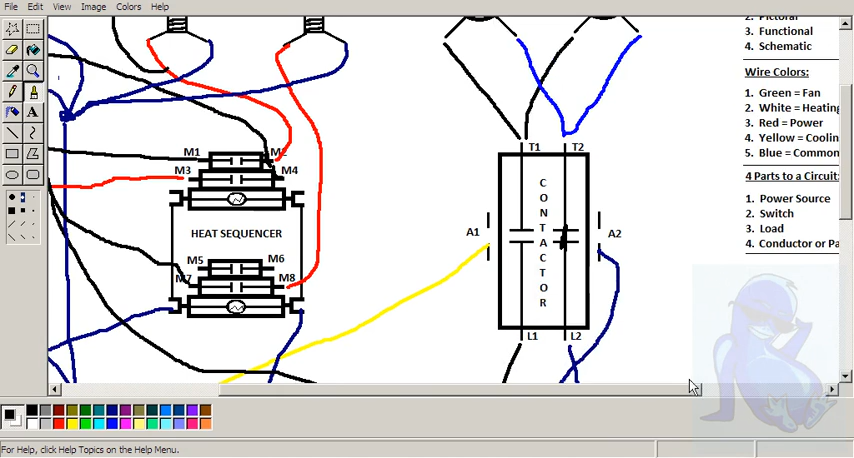 File Edit View Image Colors Help
2. Pictoral
3. Functional
4. Schematic
Wire Colors:
1. Green = Fan
2. White = Heating
3. Red = Power
4. Yellow = Coolin
5. Blue = Common
4 Parts to a Circuit:
1. Power Source
2. Switch
3. Load
4. Conductor or Pa
M1 M2
M3 M4
HEAT SEQUENCER
M5 M6
M7 M8
T1 T2
A1 CONTACTOR A2
L1 L2
For Help, click Help Topics on the Help Menu.